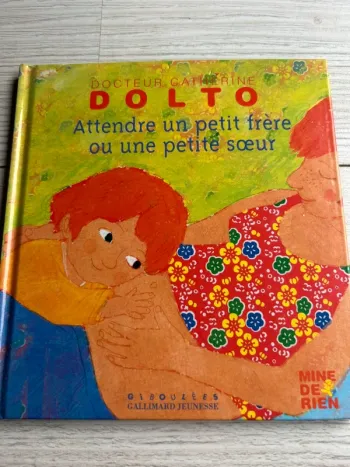 DOCTEUR CATHERINE
DOLTO
Attendre un petit frère
ou une petite sœur
MINE
DE
RIEN
GIBOULÉES
GALLIMARD JEUNESSE